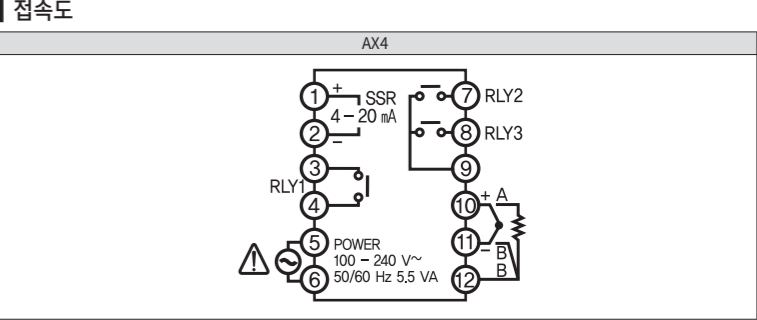 접속도
AX4
1 + SSR 7 RLY2
4 - 20 mA
2 - 8 RLY3
3 9
RLY1
4 10 + A
5 POWER 11 - B
100 - 240 V~ B
6 50/60 Hz 5.5 VA 12